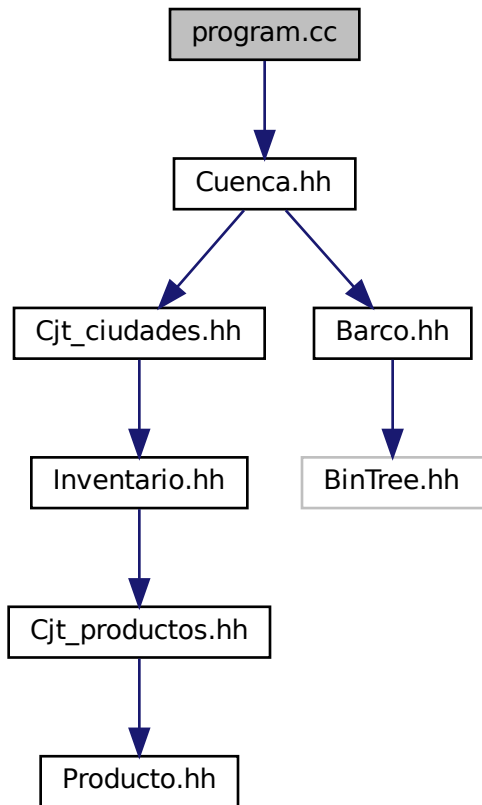 program.cc
Cuenca.hh
Cjt_ciudades.hh
Barco.hh
Inventario.hh
BinTree.hh
Cjt_productos.hh
Producto.hh